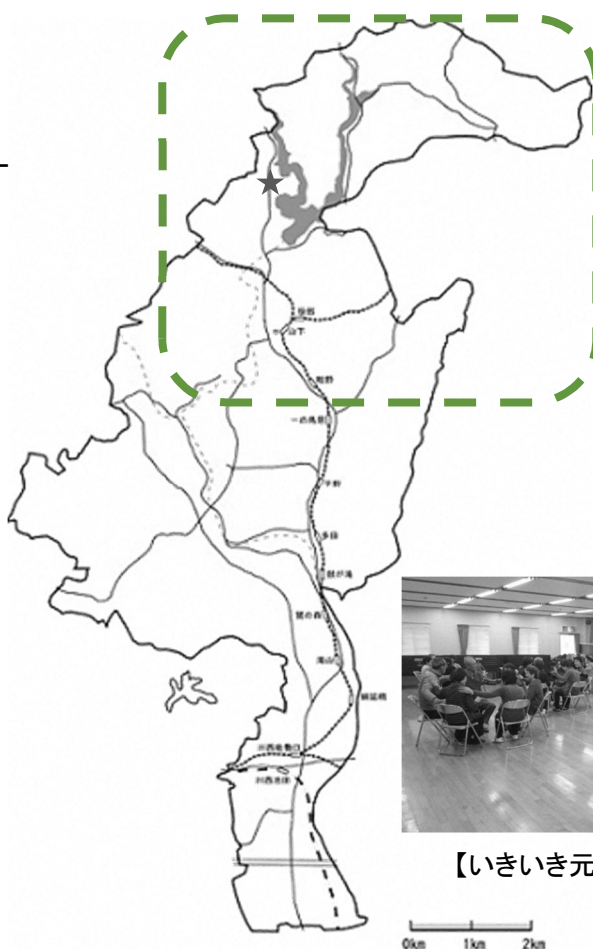 山下
一の鳥居
平野
多田
鼓が滝
鶯の森
滝山
絹延橋
川西能勢口
川西池田
【いきいき元
0km 1km 2km